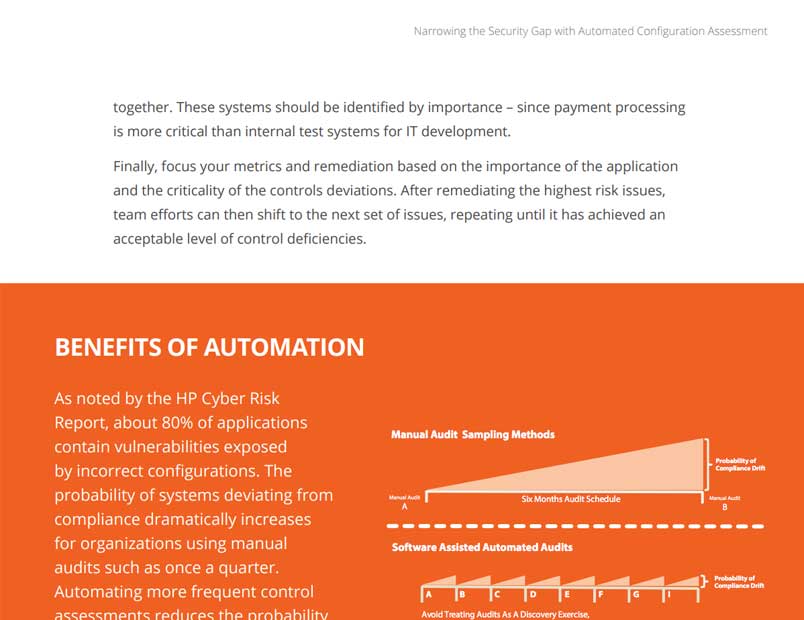 Narrowing the Security Gap with Automated Configuration Assessment
together. These systems should be identified by importance – since payment processing
is more critical than internal test systems for IT development.
Finally, focus your metrics and remediation based on the importance of the application
and the criticality of the controls deviations. After remediating the highest risk issues,
team efforts can then shift to the next set of issues, repeating until it has achieved an
acceptable level of control deficiencies.
BENEFITS OF AUTOMATION
As noted by the HP Cyber Risk
Report, about 80% of applications
contain vulnerabilities exposed
by incorrect configurations. The
probability of systems deviating from
compliance dramatically increases
for organizations using manual
audits such as once a quarter.
Automating more frequent control
assessments reduces the probability
Manual Audit Sampling Methods
Probability of
Compliance Drift
Manual Audit
A
Six Months Audit Schedule
Manual Audit
B
Software Assisted Automated Audits
Probability of
Compliance Drift
A B C D E F G I
Avoid Treating Audits As A Discovery Exercise,